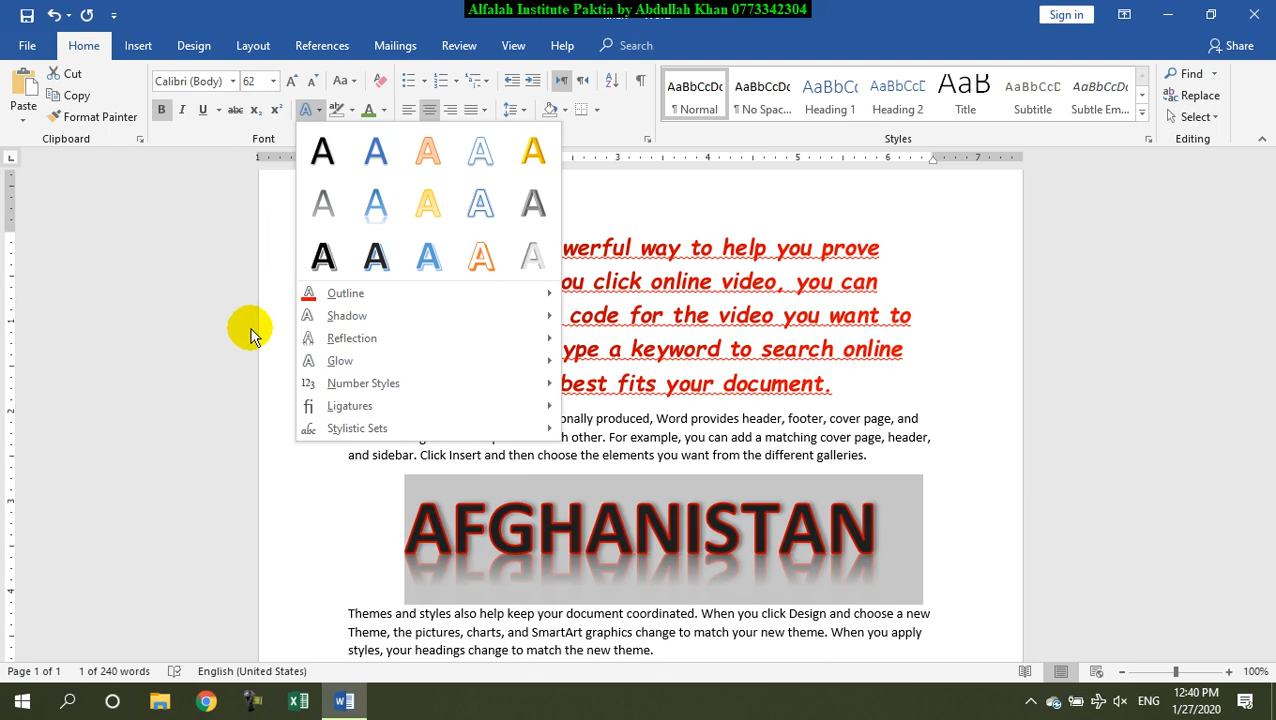 Alfalah Institute Paktia by Abdullah Khan 0773342304
Sign in
File Home Insert Design Layout References Mailings Review View Help Search Share
Paste
Cut
Copy
Format Painter
Clipboard
Calibri (Body) 62
Font
AaBbCcDc AaBbCcDc AaBbCc AaBbCcD AaB AaBbCcD AaBbCcDc
¶ Normal ¶ No Spac... Heading 1 Heading 2 Title Subtitle Subtle Em...
Styles
Find
Replace
Select
Editing
Outline
Shadow
Reflection
Glow
Number Styles
Ligatures
Stylistic Sets
1 3 4 5 6 7
werful way to help you prove
ou click online video, you can
code for the video you want to
ype a keyword to search online
best fits your document.
onally produced, Word provides header, footer, cover page, and
ch other. For example, you can add a matching cover page, header,
and sidebar. Click Insert and then choose the elements you want from the different galleries.
AFGHANISTAN
Themes and styles also help keep your document coordinated. When you click Design and choose a new
Theme, the pictures, charts, and SmartArt graphics change to match your new theme. When you apply
styles, your headings change to match the new theme.
Page 1 of 1 1 of 240 words English (United States) 100%
ENG
12:40 PM
1/27/2020